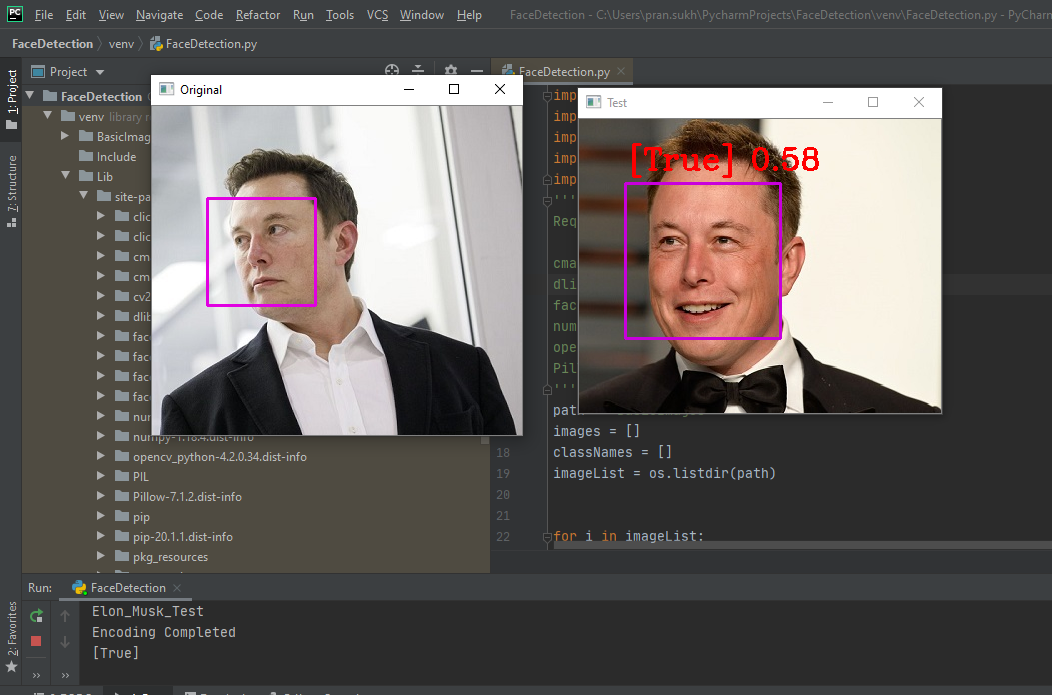 PC File Edit View Navigate Code Refactor Run Tools VCS Window Help FaceDetection - C:\Users\pran.sukh\PycharmProjects\FaceDetection\venv\FaceDetection.py - PyCharm
FaceDetection venv FaceDetection.py
1: Project
7: Structure
2: Favorites
Project
FaceDetection
venv library r
BasicImag
Include
Lib
site-pa
clic
clic
cm
cm
cv2
dlib
fac
fac
fac
fac
nur
numpy-1.18.4.dist-info
opencv_python-4.2.0.34.dist-info
PIL
Pillow-7.1.2.dist-info
pip
pip-20.1.1.dist-info
pkg_resources
Original
FaceDetection.py
Test
[True] 0.58
imp
imp
imp
imp
imp
'''
Req
cma
dli
fac
num
ope
Pil
'''
pat
images = []
18 classNames = []
19 imageList = os.listdir(path)
20
21
22 for i in imageList:
Run: FaceDetection
Elon_Musk_Test
Encoding Completed
[True]